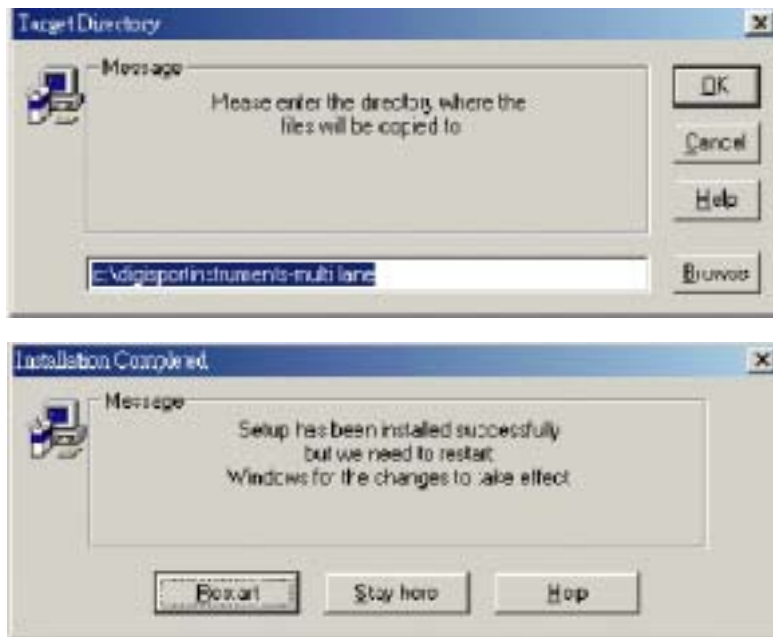 Target Directory
Message
Please enter the directory where the
files will be copied to
OK
Cancel
Help
c:\digisportinstruments-multi lane
Browse
Installation Completed
Message
Setup has been installed successfully
but we need to restart
Windows for the changes to take effect
Restart
Stay here
Help